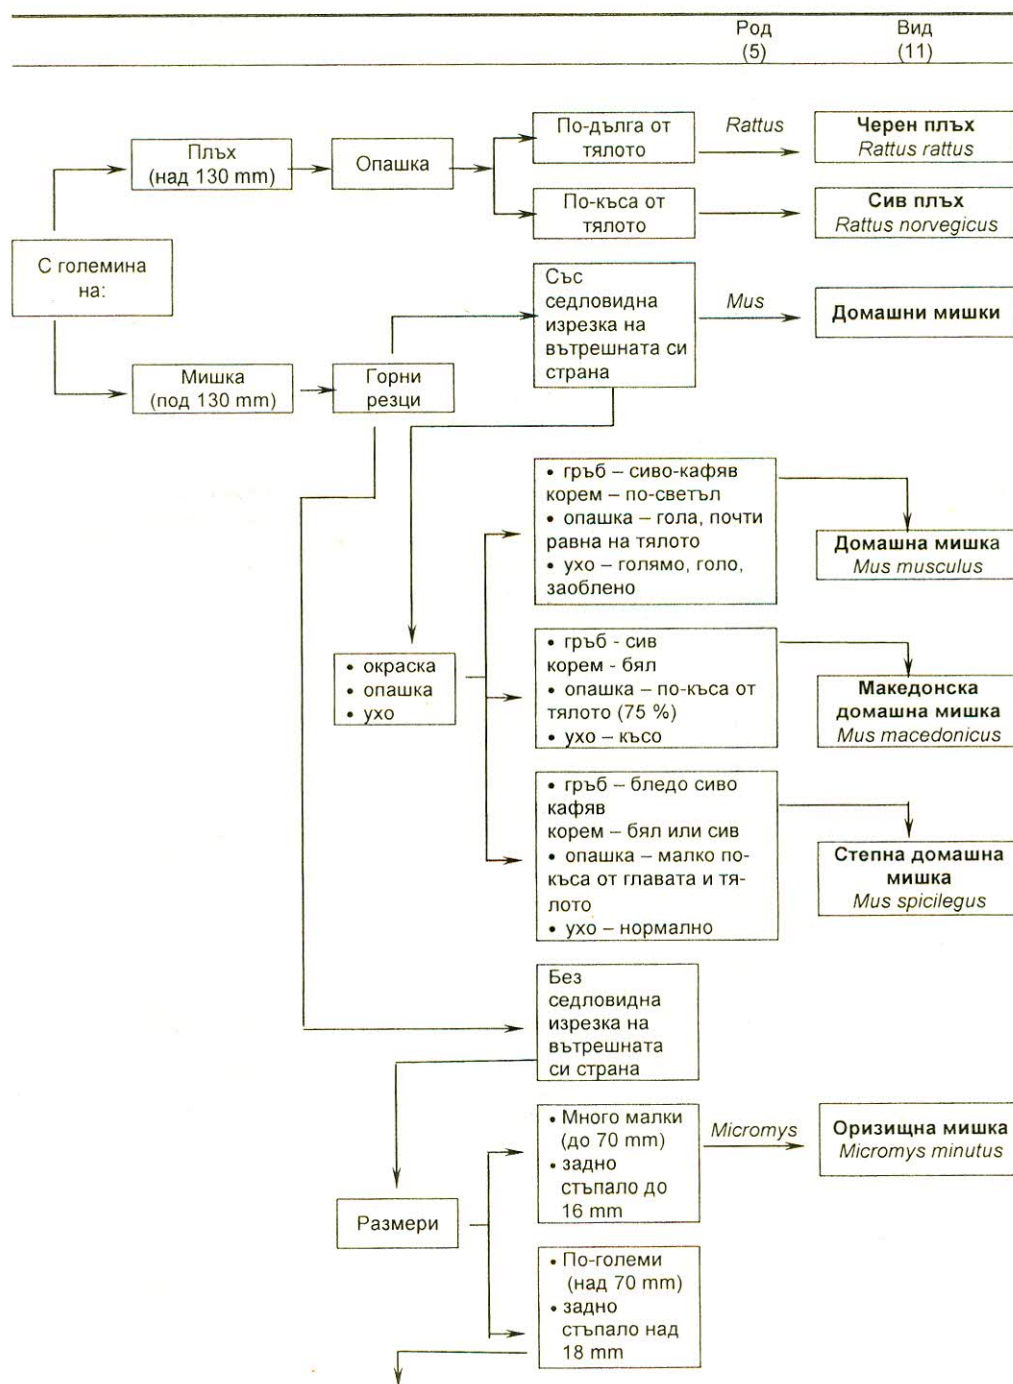 Род
(5)
Вид
(11)
Плъх
(над 130 mm)
Опашка
По-дълга от
тялото
Rattus
Черен плъх
Rattus rattus
По-къса от
тялото
Сив плъх
Rattus norvegicus
С големина
на:
Със
седловидна
изрезка на
вътрешната си
страна
Mus
Домашни мишки
Мишка
(под 130 mm)
Горни
резци
• гръб – сиво-кафяв
корем – по-светъл
• опашка – гола, почти
равна на тялото
• ухо – голямо, голо,
заоблено
Домашна мишка
Mus musculus
• окраска
• опашка
• ухо
• гръб - сив
корем - бял
• опашка – по-къса от
тялото (75 %)
• ухо – късо
Македонска
домашна мишка
Mus macedonicus
• гръб – бледо сиво
кафяв
корем – бял или сив
• опашка – малко по-
къса от главата и тя-
лото
• ухо – нормално
Степна домашна
мишка
Mus spicilegus
Без
седловидна
изрезка на
вътрешната
си страна
Размери
• Много малки
(до 70 mm)
• задно
стъпало до
16 mm
Micromys
Оризищна мишка
Micromys minutus
• По-големи
(над 70 mm)
• задно
стъпало над
18 mm